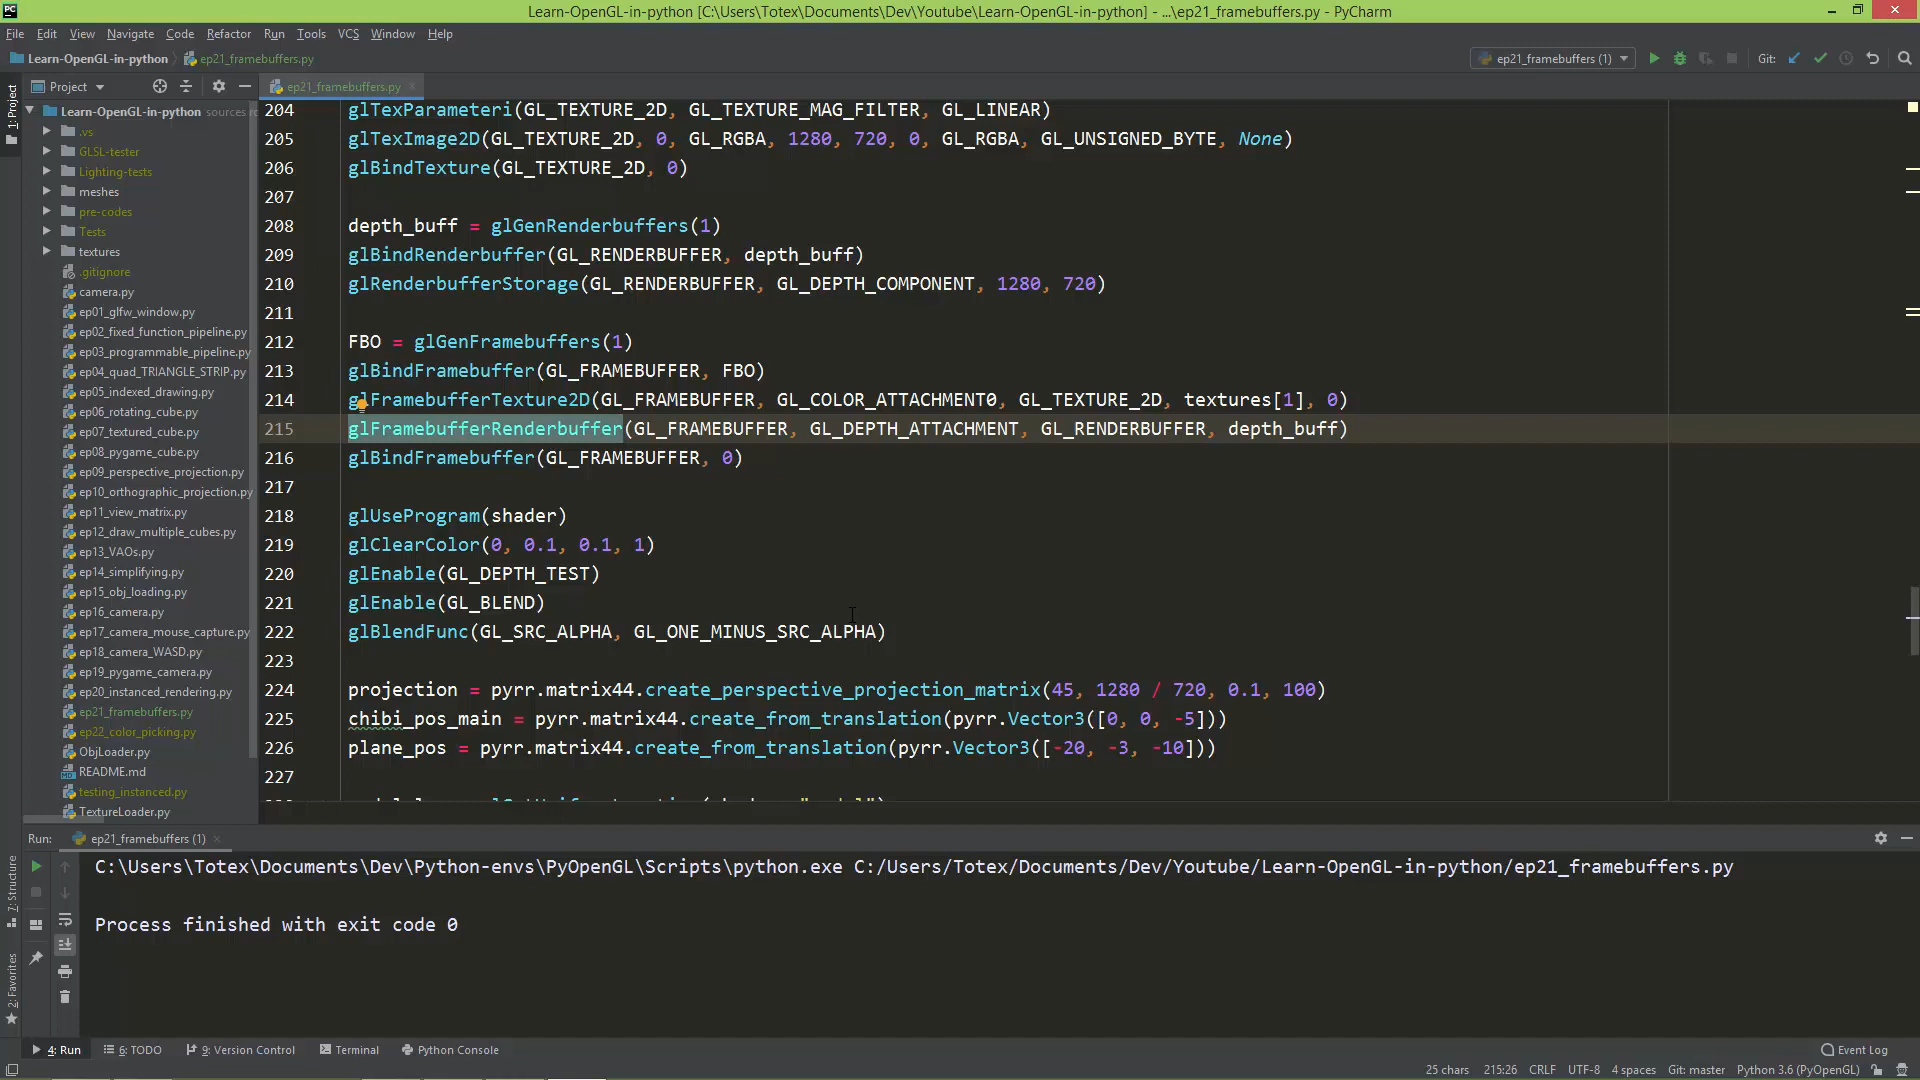 PC
Learn-OpenGL-in-python [C:\Users\Totex\Documents\Dev\Youtube\Learn-OpenGL-in-python] - ...\ep21_framebuffers.py - PyCharm
File Edit View Navigate Code Refactor Run Tools VCS Window Help
Learn-OpenGL-in-python ep21_framebuffers.py
ep21_framebuffers (1) Git:
Project
ep21_framebuffers.py
1: Project
Learn-OpenGL-in-python sources ro
.vs
GLSL-tester
Lighting-tests
meshes
pre-codes
Tests
textures
.gitignore
camera.py
ep01_glfw_window.py
ep02_fixed_function_pipeline.py
ep03_programmable_pipeline.py
ep04_quad_TRIANGLE_STRIP.py
ep05_indexed_drawing.py
ep06_rotating_cube.py
ep07_textured_cube.py
ep08_pygame_cube.py
ep09_perspective_projection.py
ep10_orthographic_projection.py
ep11_view_matrix.py
ep12_draw_multiple_cubes.py
ep13_VAOs.py
ep14_simplifying.py
ep15_obj_loading.py
ep16_camera.py
ep17_camera_mouse_capture.py
ep18_camera_WASD.py
ep19_pygame_camera.py
ep20_instanced_rendering.py
ep21_framebuffers.py
ep22_color_picking.py
ObjLoader.py
README.md
testing_instanced.py
TextureLoader.py
204 glTexParameteri(GL_TEXTURE_2D, GL_TEXTURE_MAG_FILTER, GL_LINEAR)
205 glTexImage2D(GL_TEXTURE_2D, 0, GL_RGBA, 1280, 720, 0, GL_RGBA, GL_UNSIGNED_BYTE, None)
206 glBindTexture(GL_TEXTURE_2D, 0)
207
208 depth_buff = glGenRenderbuffers(1)
209 glBindRenderbuffer(GL_RENDERBUFFER, depth_buff)
210 glRenderbufferStorage(GL_RENDERBUFFER, GL_DEPTH_COMPONENT, 1280, 720)
211
212 FBO = glGenFramebuffers(1)
213 glBindFramebuffer(GL_FRAMEBUFFER, FBO)
214 glFramebufferTexture2D(GL_FRAMEBUFFER, GL_COLOR_ATTACHMENT0, GL_TEXTURE_2D, textures[1], 0)
215 glFramebufferRenderbuffer(GL_FRAMEBUFFER, GL_DEPTH_ATTACHMENT, GL_RENDERBUFFER, depth_buff)
216 glBindFramebuffer(GL_FRAMEBUFFER, 0)
217
218 glUseProgram(shader)
219 glClearColor(0, 0.1, 0.1, 1)
220 glEnable(GL_DEPTH_TEST)
221 glEnable(GL_BLEND)
222 glBlendFunc(GL_SRC_ALPHA, GL_ONE_MINUS_SRC_ALPHA)
223
224 projection = pyrr.matrix44.create_perspective_projection_matrix(45, 1280 / 720, 0.1, 100)
225 chibi_pos_main = pyrr.matrix44.create_from_translation(pyrr.Vector3([0, 0, -5]))
226 plane_pos = pyrr.matrix44.create_from_translation(pyrr.Vector3([-20, -3, -10]))
227
Run: ep21_framebuffers (1)
C:\Users\Totex\Documents\Dev\Python-envs\PyOpenGL\Scripts\python.exe C:/Users/Totex/Documents/Dev/Youtube/Learn-OpenGL-in-python/ep21_framebuffers.py
Process finished with exit code 0
7: Structure
2: Favorites
4: Run 6: TODO 9: Version Control Terminal Python Console Event Log
25 chars 215:26 CRLF UTF-8 4 spaces Git: master Python 3.6 (PyOpenGL)